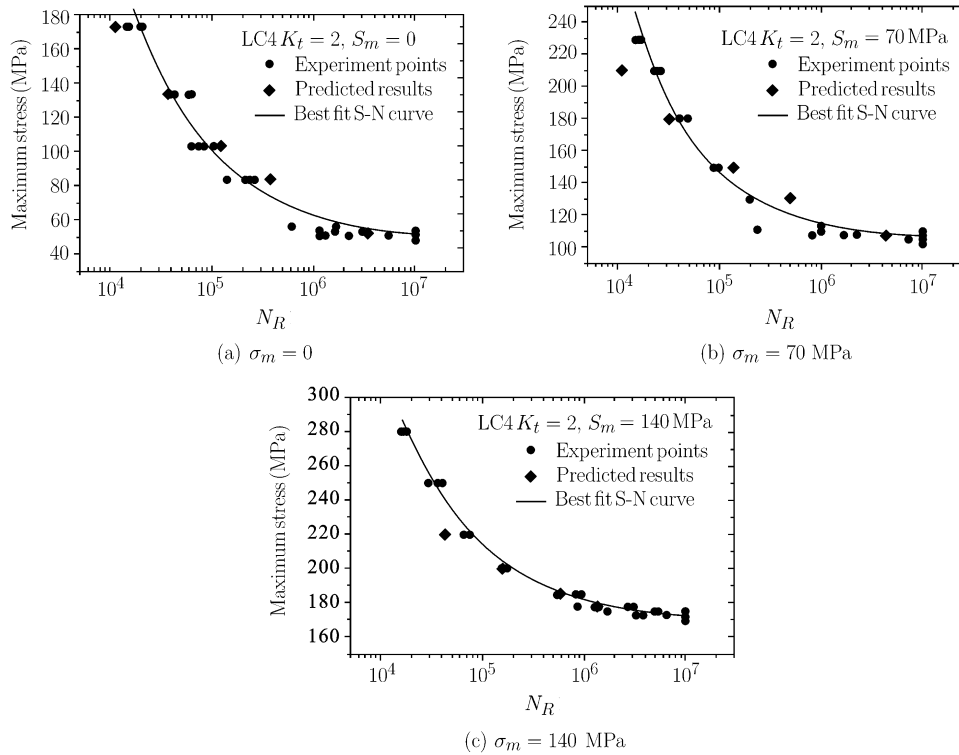 LC4 K_t = 2, S_m = 0
Experiment points
Predicted results
Best fit S-N curve
Maximum stress (MPa)
180
160
140
120
100
80
60
40
10^4
10^5
10^6
10^7
N_R
(a) σ_m = 0
LC4 K_t = 2, S_m = 70 MPa
Experiment points
Predicted results
Best fit S-N curve
Maximum stress (MPa)
250
220
200
180
160
140
120
100
10^4
10^5
10^6
10^7
N_R
(b) σ_m = 70 MPa
LC4 K_t = 2, S_m = 140 MPa
Experiment points
Predicted results
Best fit S-N curve
Maximum stress (MPa)
300
280
250
240
220
200
180
160
10^4
10^5
10^6
10^7
N_R
(c) σ_m = 140 MPa